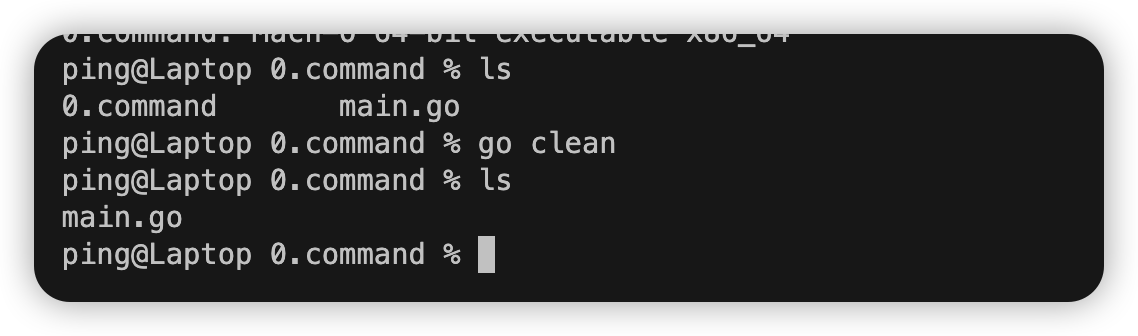 0.command: Mach-O 64-bit executable x86_64
ping@Laptop 0.command % ls
0.command       main.go
ping@Laptop 0.command % go clean
ping@Laptop 0.command % ls
main.go
ping@Laptop 0.command %